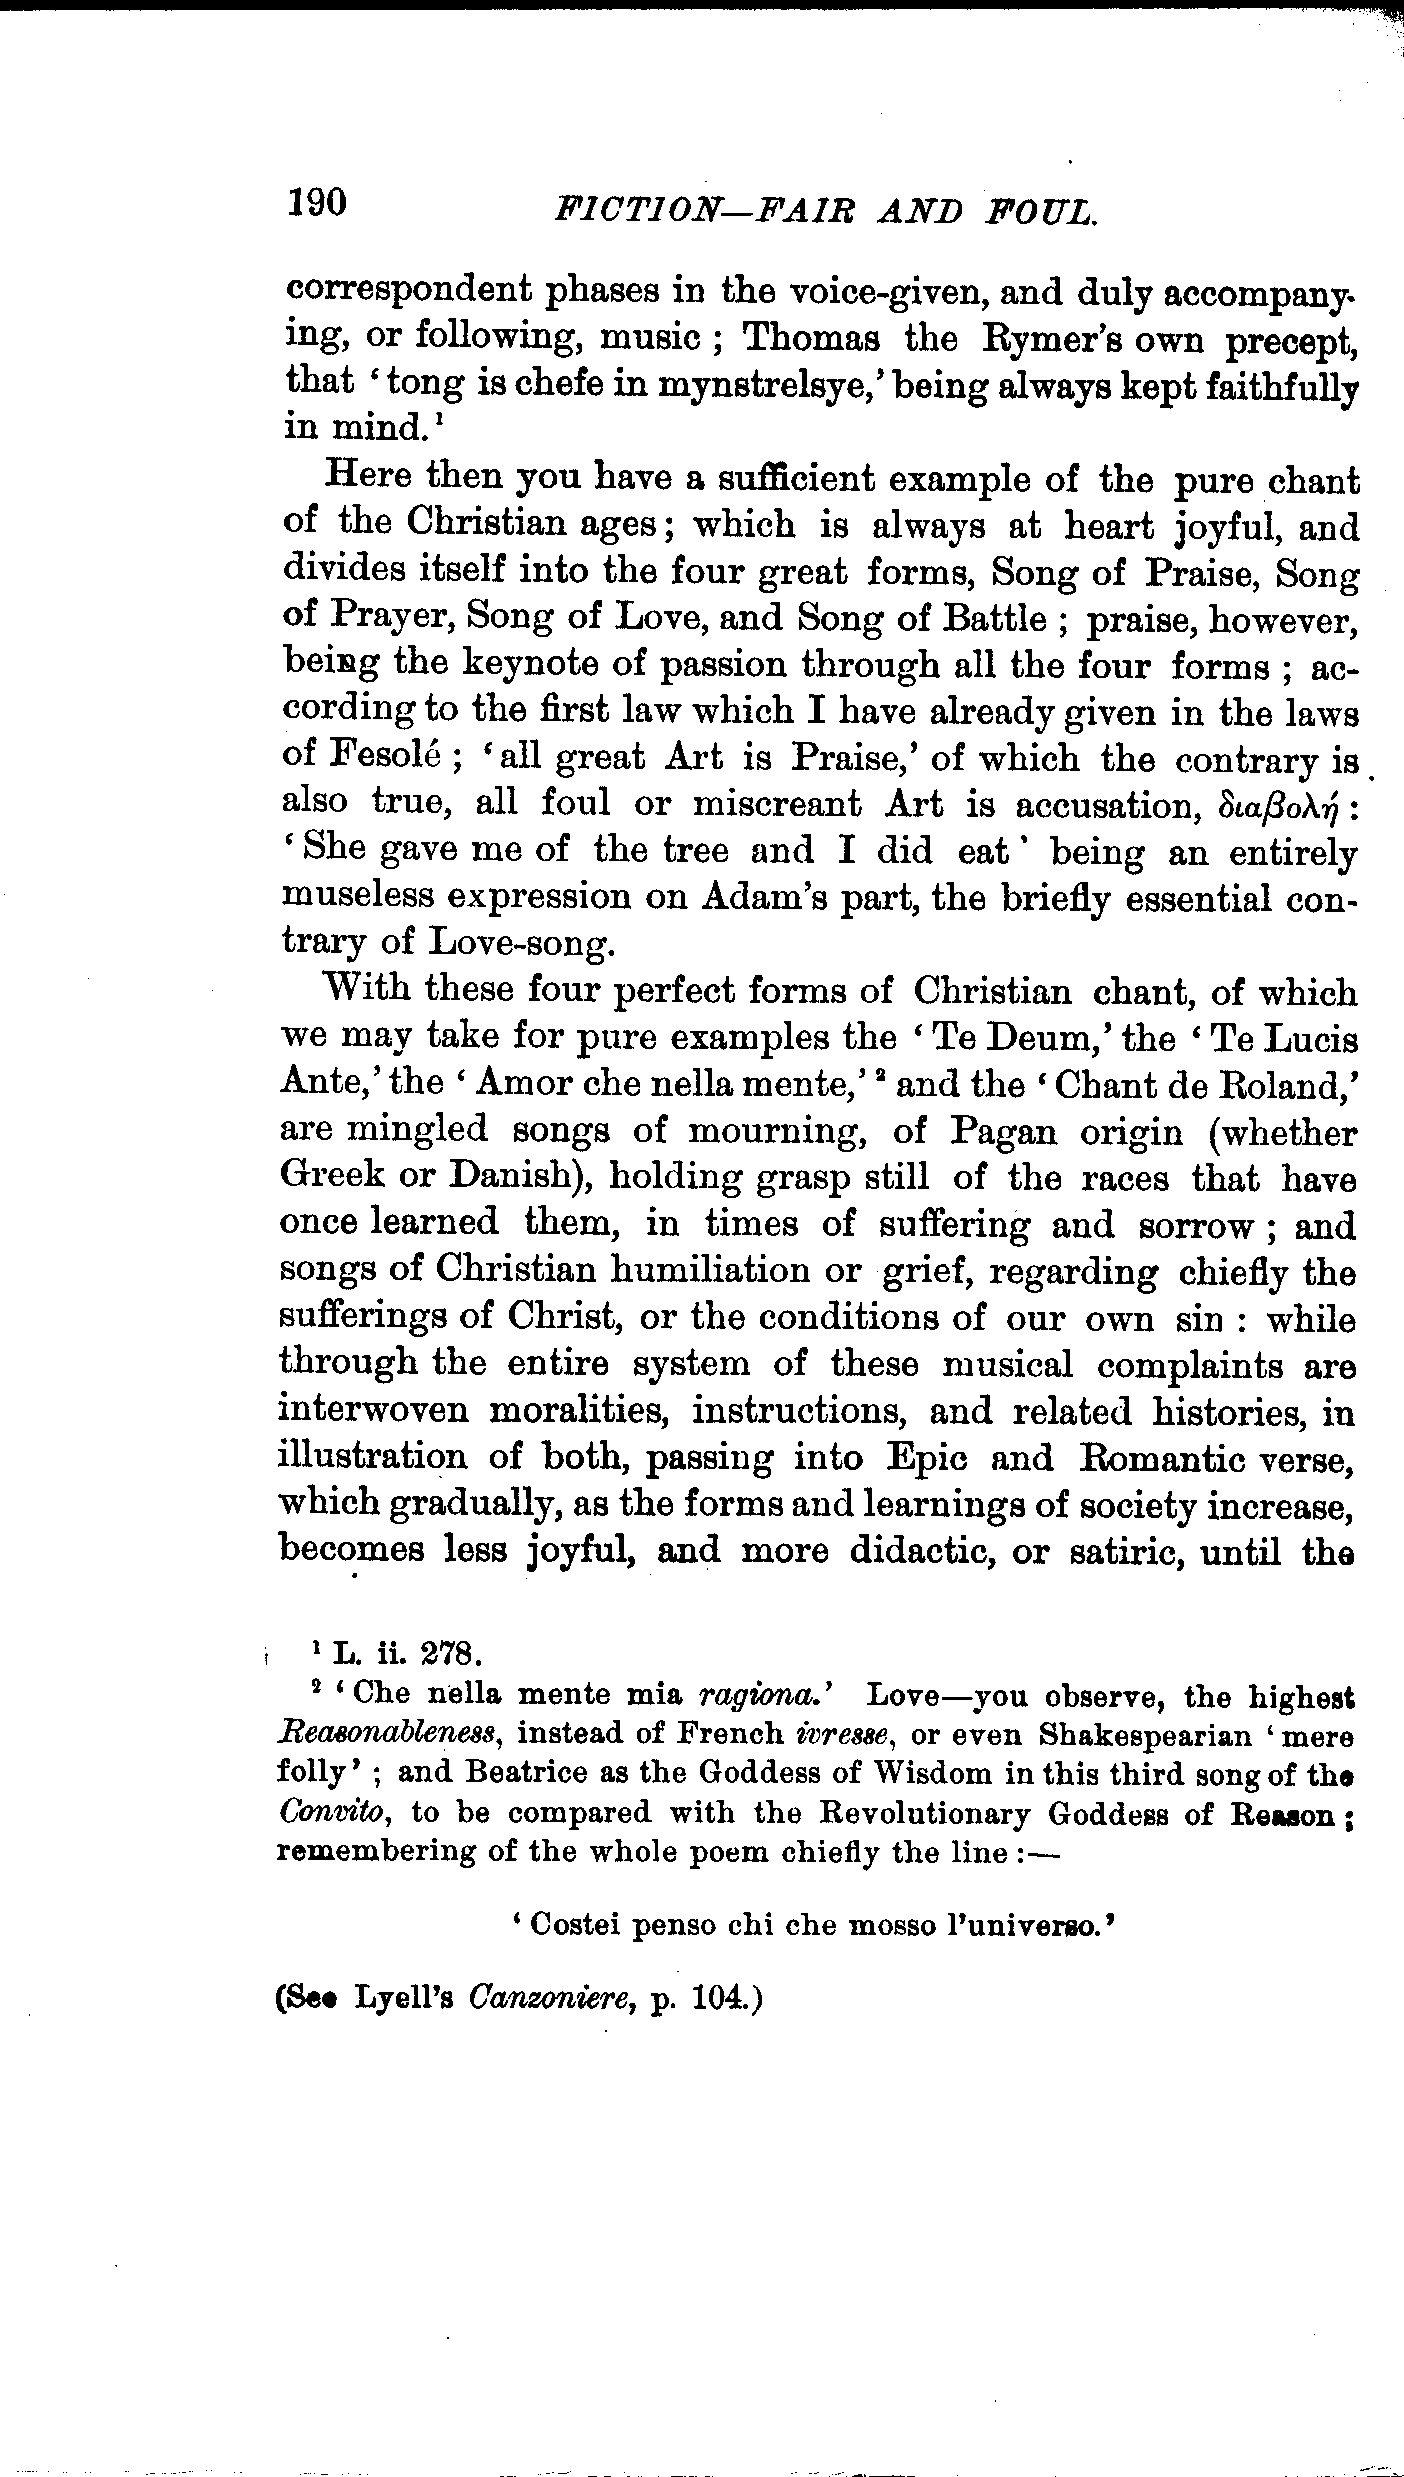 190 FICTION—FAIR AND FOUL.
correspondent phases in the voice-given, and duly accompany-
ing, or following, music ; Thomas the Rymer's own precept,
that ‘ tong is chefe in mynstrelsye,’ being always kept faithfully
in mind.¹
Here then you have a sufficient example of the pure chant
of the Christian ages ; which is always at heart joyful, and
divides itself into the four great forms, Song of Praise, Song
of Prayer, Song of Love, and Song of Battle ; praise, however,
being the keynote of passion through all the four forms ; ac-
cording to the first law which I have already given in the laws
of Fesolé ; ‘ all great Art is Praise,’ of which the contrary is
also true, all foul or miscreant Art is accusation, διαβολή :
‘ She gave me of the tree and I did eat ’ being an entirely
museless expression on Adam's part, the briefly essential con-
trary of Love-song.
With these four perfect forms of Christian chant, of which
we may take for pure examples the ‘ Te Deum,’ the ‘ Te Lucis
Ante,’ the ‘ Amor che nella mente,’ ² and the ‘ Chant de Roland,’
are mingled songs of mourning, of Pagan origin (whether
Greek or Danish), holding grasp still of the races that have
once learned them, in times of suffering and sorrow ; and
songs of Christian humiliation or grief, regarding chiefly the
sufferings of Christ, or the conditions of our own sin : while
through the entire system of these musical complaints are
interwoven moralities, instructions, and related histories, in
illustration of both, passing into Epic and Romantic verse,
which gradually, as the forms and learnings of society increase,
becomes less joyful, and more didactic, or satiric, until the
¹ L. ii. 278.
² ‘ Che nella mente mia ragiona.’ Love—you observe, the highest
Reasonableness, instead of French ivresse, or even Shakespearian ‘ mere
folly ’ ; and Beatrice as the Goddess of Wisdom in this third song of the
Convito, to be compared with the Revolutionary Goddess of Reason ;
remembering of the whole poem chiefly the line :—
‘ Costei penso chi che mosso l'universo.’
(See Lyell's Canzoniere, p. 104.)